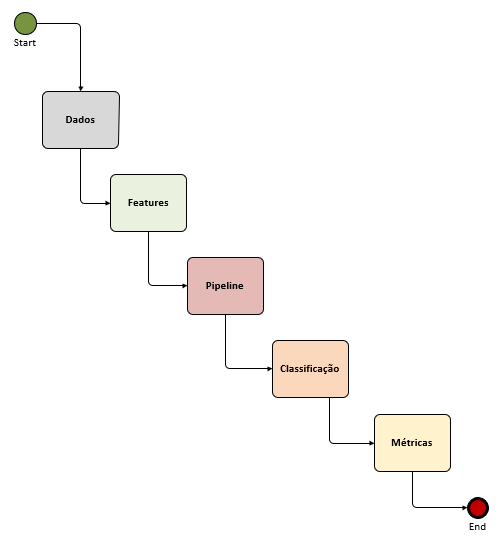 Start
Dados
Features
Pipeline
Classificação
Métricas
End